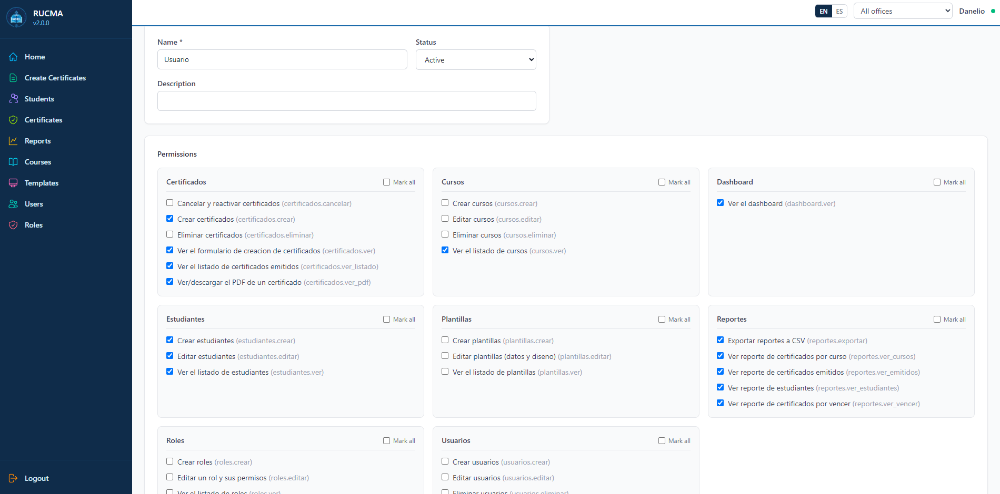 RUCMA
v2.0.0
EN ES All offices Danelio
Home
Create Certificates
Students
Certificates
Reports
Courses
Templates
Users
Roles
Logout
Name * Status
Usuario Active
Description
Permissions
Certificados Mark all
Cancelar y reactivar certificados (certificados.cancelar)
Crear certificados (certificados.crear)
Eliminar certificados (certificados.eliminar)
Ver el formulario de creacion de certificados (certificados.ver)
Ver el listado de certificados emitidos (certificados.ver_listado)
Ver/descargar el PDF de un certificado (certificados.ver_pdf)
Cursos Mark all
Crear cursos (cursos.crear)
Editar cursos (cursos.editar)
Eliminar cursos (cursos.eliminar)
Ver el listado de cursos (cursos.ver)
Dashboard Mark all
Ver el dashboard (dashboard.ver)
Estudiantes Mark all
Crear estudiantes (estudiantes.crear)
Editar estudiantes (estudiantes.editar)
Ver el listado de estudiantes (estudiantes.ver)
Plantillas Mark all
Crear plantillas (plantillas.crear)
Editar plantillas (datos y diseno) (plantillas.editar)
Ver el listado de plantillas (plantillas.ver)
Reportes Mark all
Exportar reportes a CSV (reportes.exportar)
Ver reporte de certificados por curso (reportes.ver_cursos)
Ver reporte de certificados emitidos (reportes.ver_emitidos)
Ver reporte de estudiantes (reportes.ver_estudiantes)
Ver reporte de certificados por vencer (reportes.ver_vencer)
Roles Mark all
Crear roles (roles.crear)
Editar un rol y sus permisos (roles.editar)
Ver el listado de roles (roles.ver)
Usuarios Mark all
Crear usuarios (usuarios.crear)
Editar usuarios (usuarios.editar)
Eliminar usuarios (usuarios.eliminar)